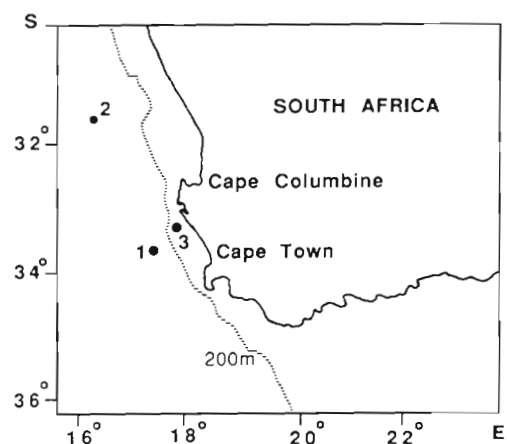 S
2
SOUTH AFRICA
32°
Cape Columbine
3
1
Cape Town
34°
200m
36°
16° 18° 20° 22° E